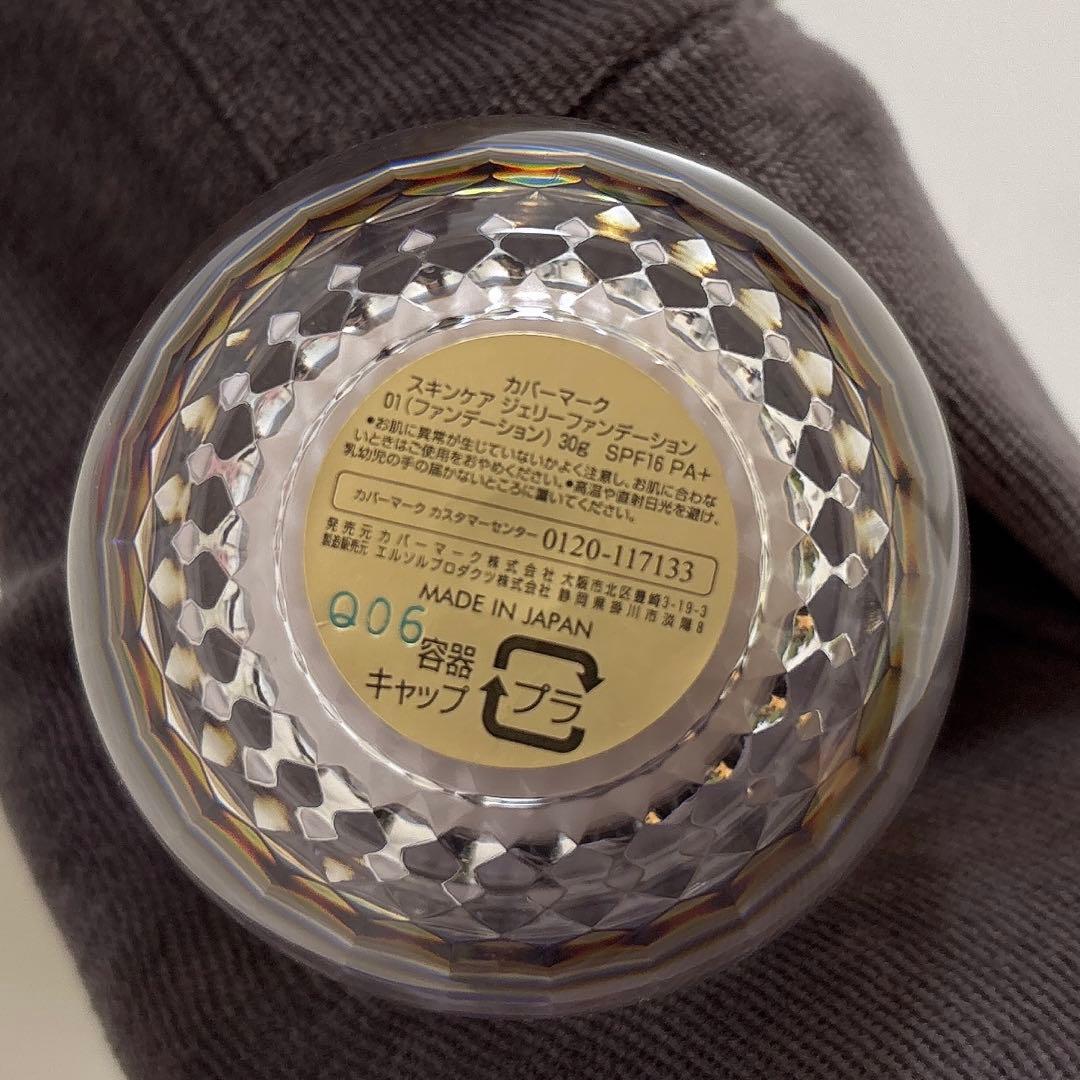 カバーマーク
スキンケア ジェリーファンデーション
01(ファンデーション) 30g SPF16 PA+
●お肌に異常が生じていないかよく注意し、お肌に合わな
いときはご使用をおやめください。●高温や直射日光を避け、
乳幼児の手の届かないところに置いてください。
カバーマーク カスタマーセンター 0120-117133
発売元 カバーマーク株式会社 大阪市北区豊崎3-19-3
製造販売元 エルソルプロダクツ株式会社 静岡県掛川市淡陽8
MADE IN JAPAN
Q06
容器
キャップ
プラ